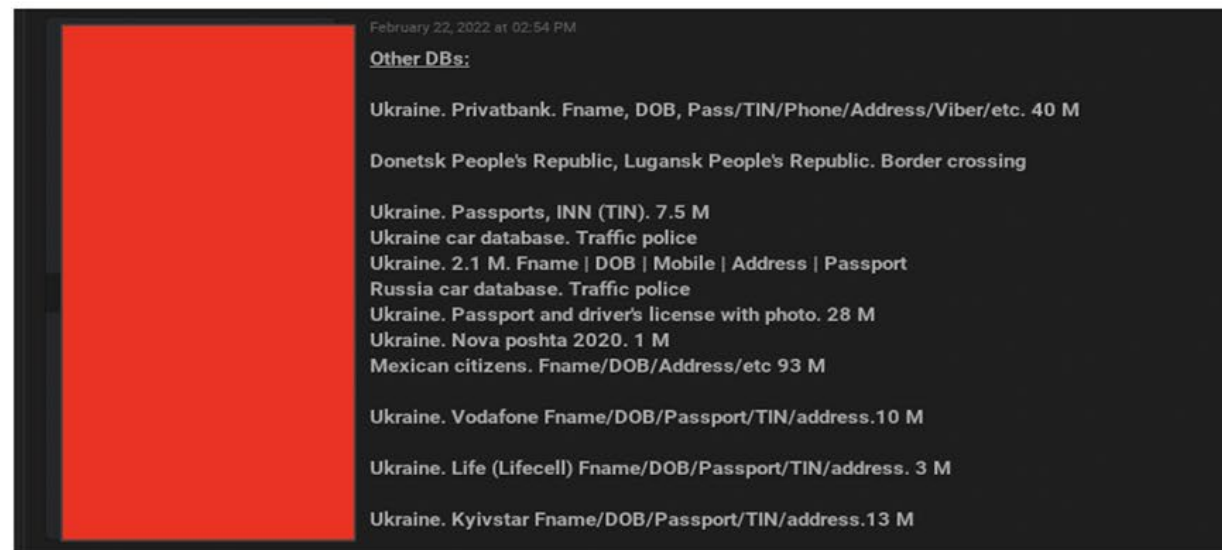 February 22, 2022 at 02:54 PM
Other DBs:
Ukraine. Privatbank. Fname, DOB, Pass/TIN/Phone/Address/Viber/etc. 40 M
Donetsk People's Republic, Lugansk People's Republic. Border crossing
Ukraine. Passports, INN (TIN). 7.5 M
Ukraine car database. Traffic police
Ukraine. 2.1 M. Fname | DOB | Mobile | Address | Passport
Russia car database. Traffic police
Ukraine. Passport and driver's license with photo. 28 M
Ukraine. Nova poshta 2020. 1 M
Mexican citizens. Fname/DOB/Address/etc 93 M
Ukraine. Vodafone Fname/DOB/Passport/TIN/address.10 M
Ukraine. Life (Lifecell) Fname/DOB/Passport/TIN/address. 3 M
Ukraine. Kyivstar Fname/DOB/Passport/TIN/address.13 M